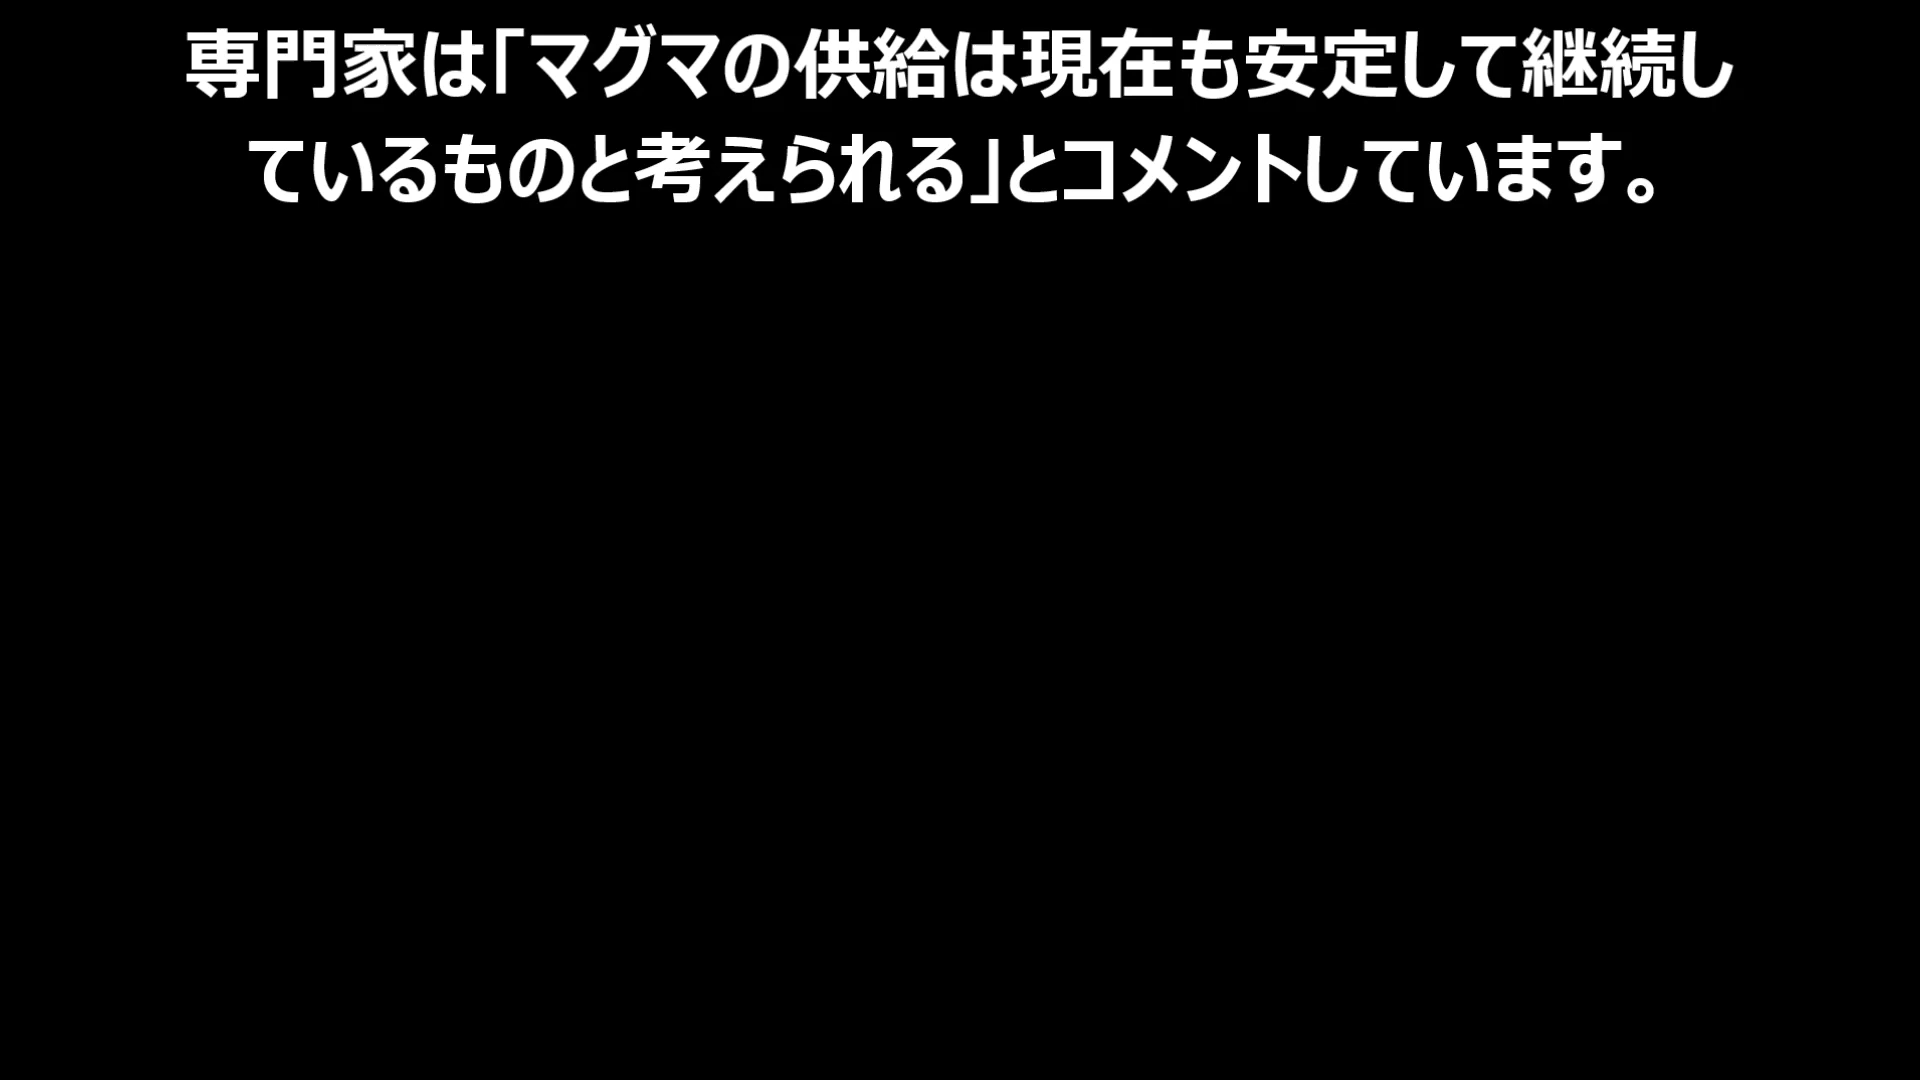 専門家は「マグマの供給は現在も安定して継続し
ているものと考えられる」とコメントしています。